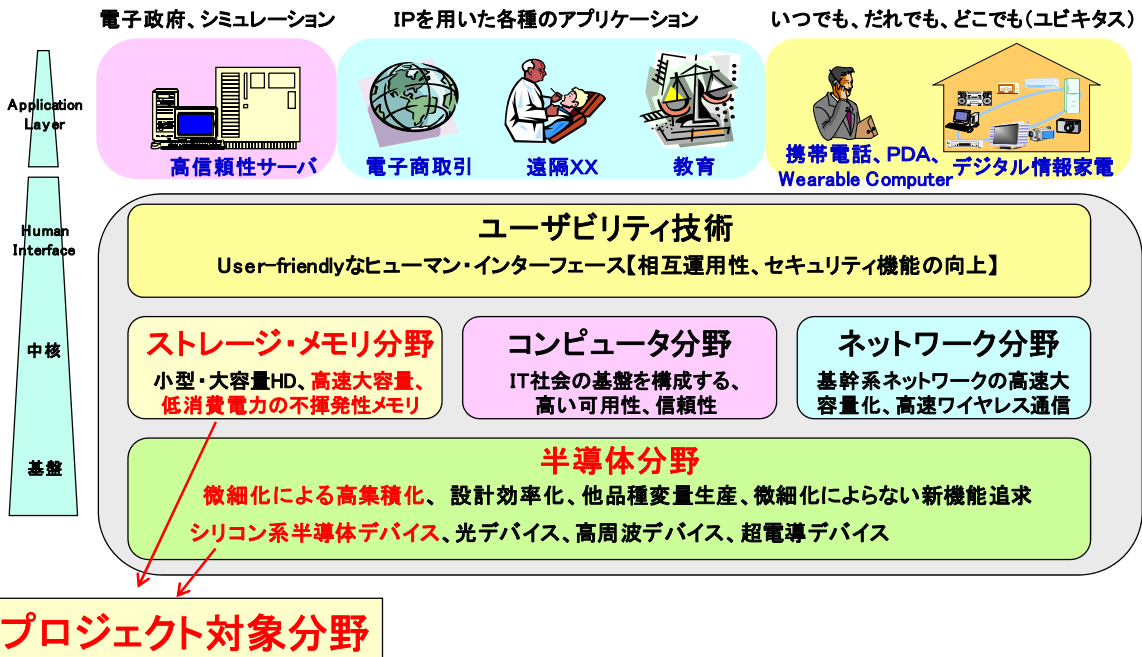 電子政府、シミュレーション
IPを用いた各種のアプリケーション
いつでも、だれでも、どこでも(ユビキタス)
Application
Layer
高信頼性サーバ
電子商取引
遠隔XX
教育
携帯電話、PDA、
Wearable Computer
デジタル情報家電
Human
Interface
ユーザビリティ技術
User-friendlyなヒューマン・インターフェース【相互運用性、セキュリティ機能の向上】
中核
ストレージ・メモリ分野
小型・大容量HD、高速大容量、
低消費電力の不揮発性メモリ
コンピュータ分野
IT社会の基盤を構成する、
高い可用性、信頼性
ネットワーク分野
基幹系ネットワークの高速大
容量化、高速ワイヤレス通信
基盤
半導体分野
微細化による高集積化、設計効率化、他品種変量生産、微細化によらない新機能追求
シリコン系半導体デバイス、光デバイス、高周波デバイス、超電導デバイス
プロジェクト対象分野